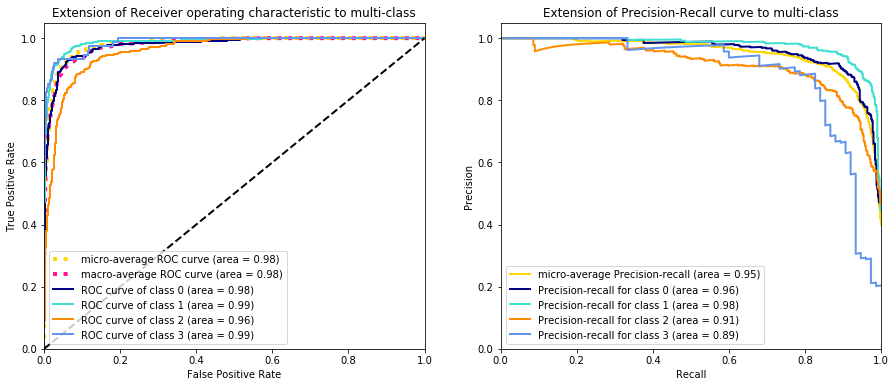 Extension of Receiver operating characteristic to multi-class
1.0
0.8
0.6
0.4
0.2
0.0
True Positive Rate
micro-average ROC curve (area = 0.98)
macro-average ROC curve (area = 0.98)
ROC curve of class 0 (area = 0.98)
ROC curve of class 1 (area = 0.99)
ROC curve of class 2 (area = 0.96)
ROC curve of class 3 (area = 0.99)
0.0 0.2 0.4 0.6 0.8 1.0
False Positive Rate
Extension of Precision-Recall curve to multi-class
1.0
0.8
0.6
0.4
0.2
0.0
Precision
micro-average Precision-recall (area = 0.95)
Precision-recall for class 0 (area = 0.96)
Precision-recall for class 1 (area = 0.98)
Precision-recall for class 2 (area = 0.91)
Precision-recall for class 3 (area = 0.89)
0.0 0.2 0.4 0.6 0.8 1.0
Recall